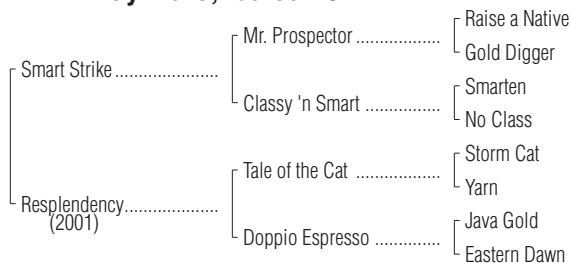 Raise a Native
Mr. Prospector
Gold Digger
Smart Strike
Smarten
Classy 'n Smart
No Class
Storm Cat
Tale of the Cat
Yarn
Resplendency
(2001)
Java Gold
Doppio Espresso
Eastern Dawn